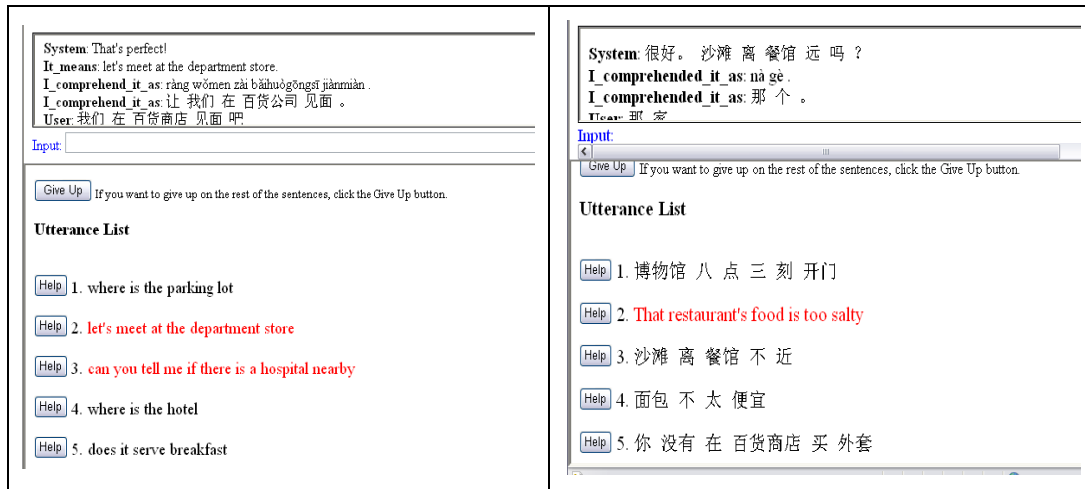 System: That's perfect!
It_means: let's meet at the department store.
I_comprehend_it_as: ràng wǒmen zài bǎihuògōngsī jiànmiàn .
I_comprehend_it_as: 让 我们 在 百货公司 见面 。
User: 我们 在 百货商店 见面 吧.
Input:
Give Up If you want to give up on the rest of the sentences, click the Give Up button.
Utterance List
Help 1. where is the parking lot
Help 2. let's meet at the department store
Help 3. can you tell me if there is a hospital nearby
Help 4. where is the hotel
Help 5. does it serve breakfast
System: 很好。 沙滩 离 餐馆 远 吗 ？
I_comprehended_it_as: nà gè .
I_comprehended_it_as: 那 个 。
User: 那 家
Input:
Give Up If you want to give up on the rest of the sentences, click the Give Up button.
Utterance List
Help 1. 博物馆 八 点 三 刻 开门
Help 2. That restaurant's food is too salty
Help 3. 沙滩 离 餐馆 不 近
Help 4. 面包 不 太 便宜
Help 5. 你 没有 在 百货商店 买 外套